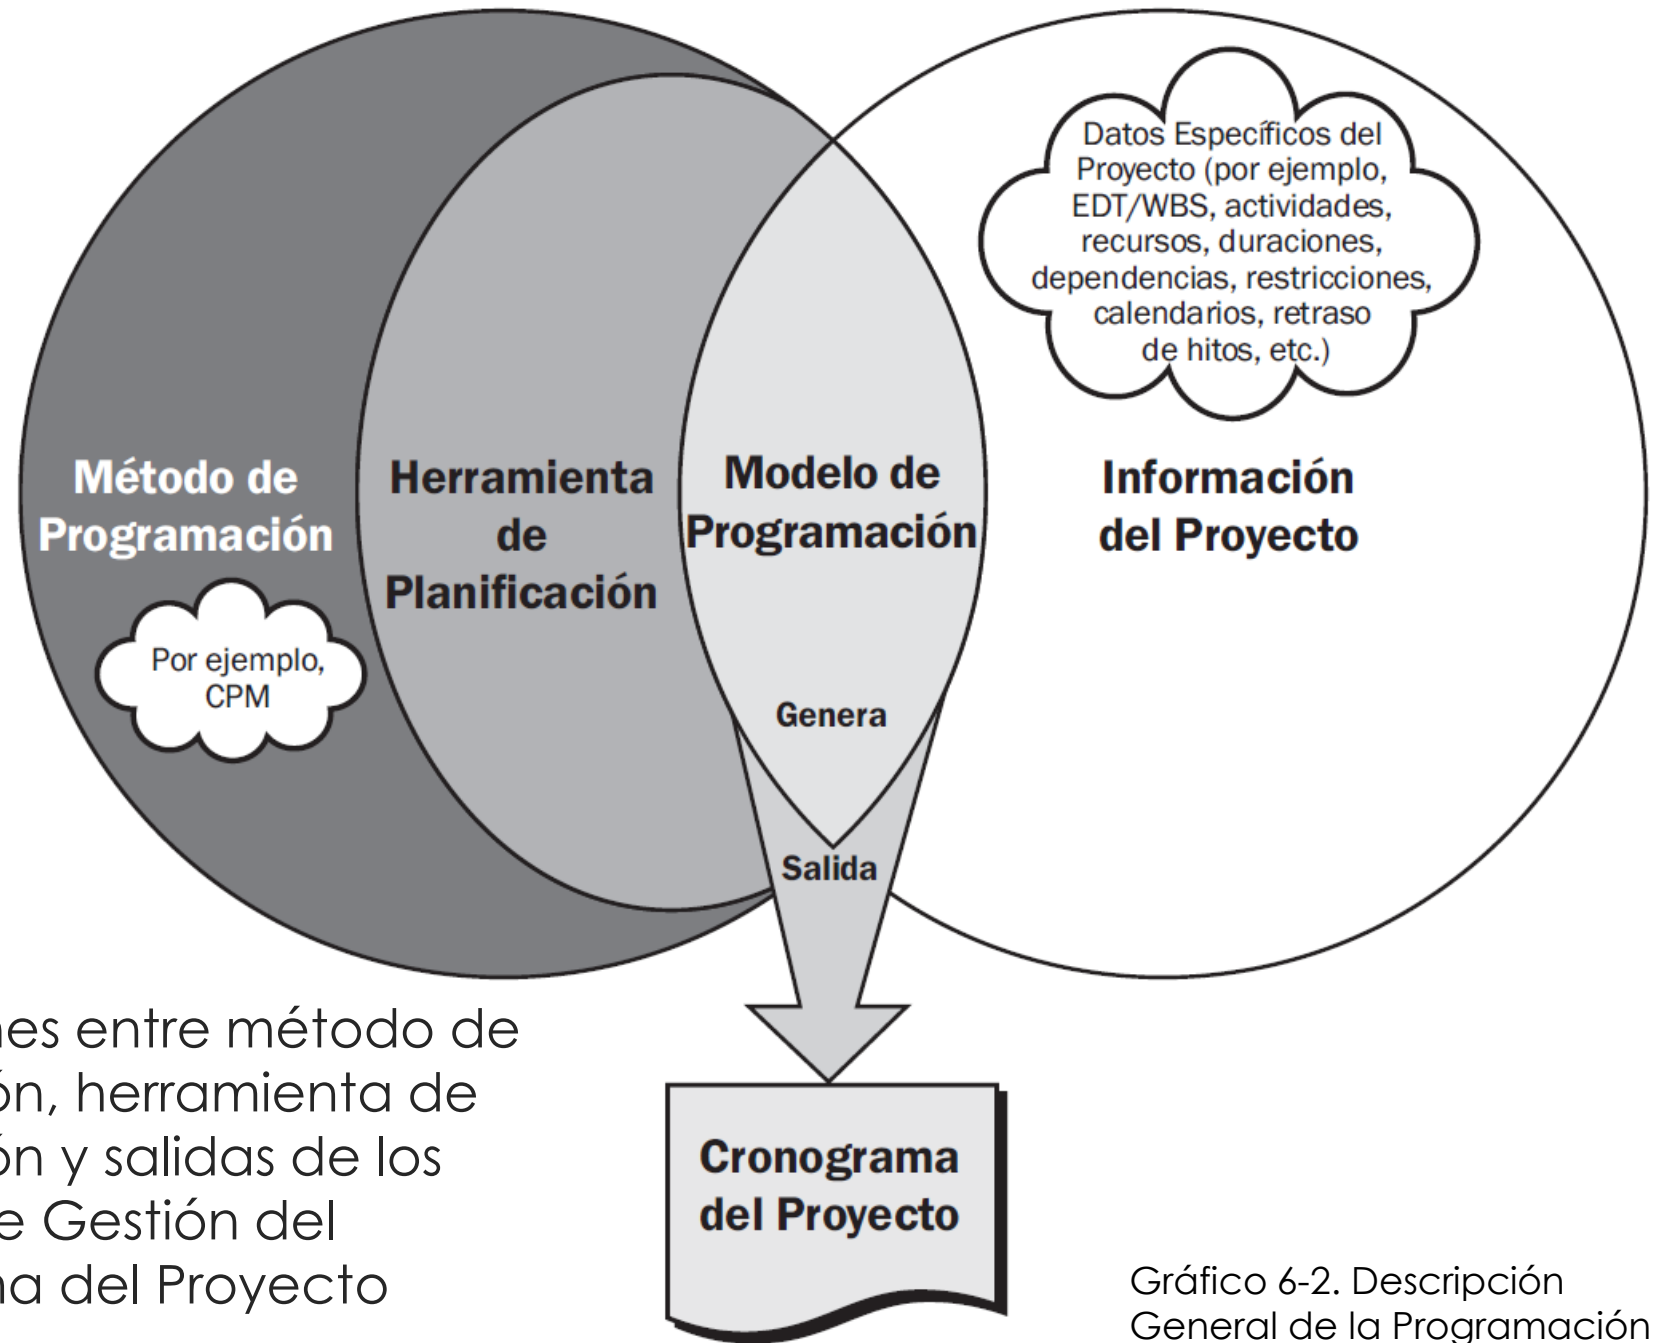 Datos Específicos del
Proyecto (por ejemplo,
EDT/WBS, actividades,
recursos, duraciones,
dependencias, restricciones,
calendarios, retraso
de hitos, etc.)
Método de
Programación
Herramienta
de
Planificación
Modelo de
Programación
Información
del Proyecto
Por ejemplo,
CPM
Genera
Salida
Cronograma
del Proyecto
nes entre método de
ón, herramienta de
ón y salidas de los
e Gestión del
na del Proyecto
Gráfico 6-2. Descripción
General de la Programación